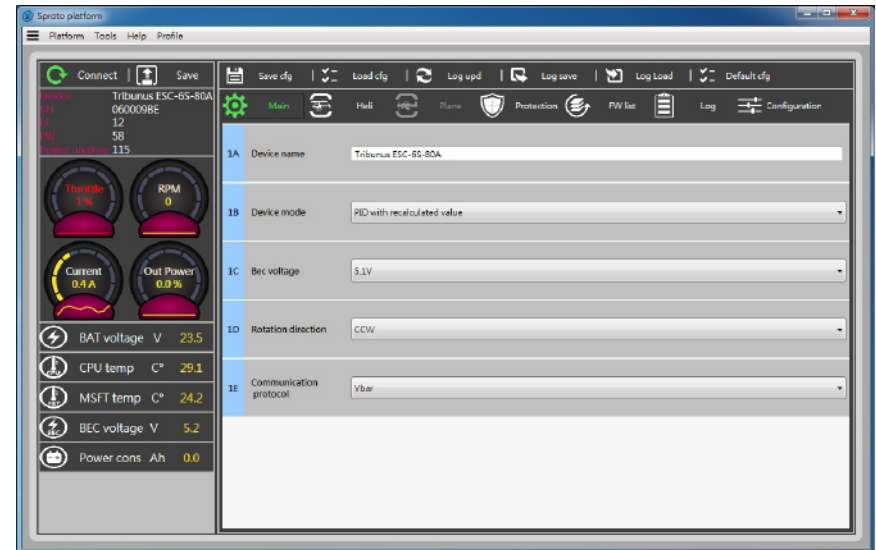 Sproto platform
Platform Tools Help Profile
Connect | Save
Save cfg | Load cfg | Log upd | Log save | Log Load | Default cfg
Device Tribunus ESC-6S-80A
SN 060009BE
12
FW 58
Power on time 115
Main Heli Plane Protection FW list Log Configurator
Throttle
1 %
RPM
0
Current
0.4 A
Out Power
0.0 %
BAT voltage V 23.5
CPU temp C° 29.1
MSFT temp C° 24.2
BEC voltage V 5.2
Power cons Ah 0.0
1A Device name Tribunus ESC-6S-80A
1B Device mode PID with recalculated value
1C Bec voltage 5.1V
1D Rotation direction CCW
1E Communication protocol Vbar